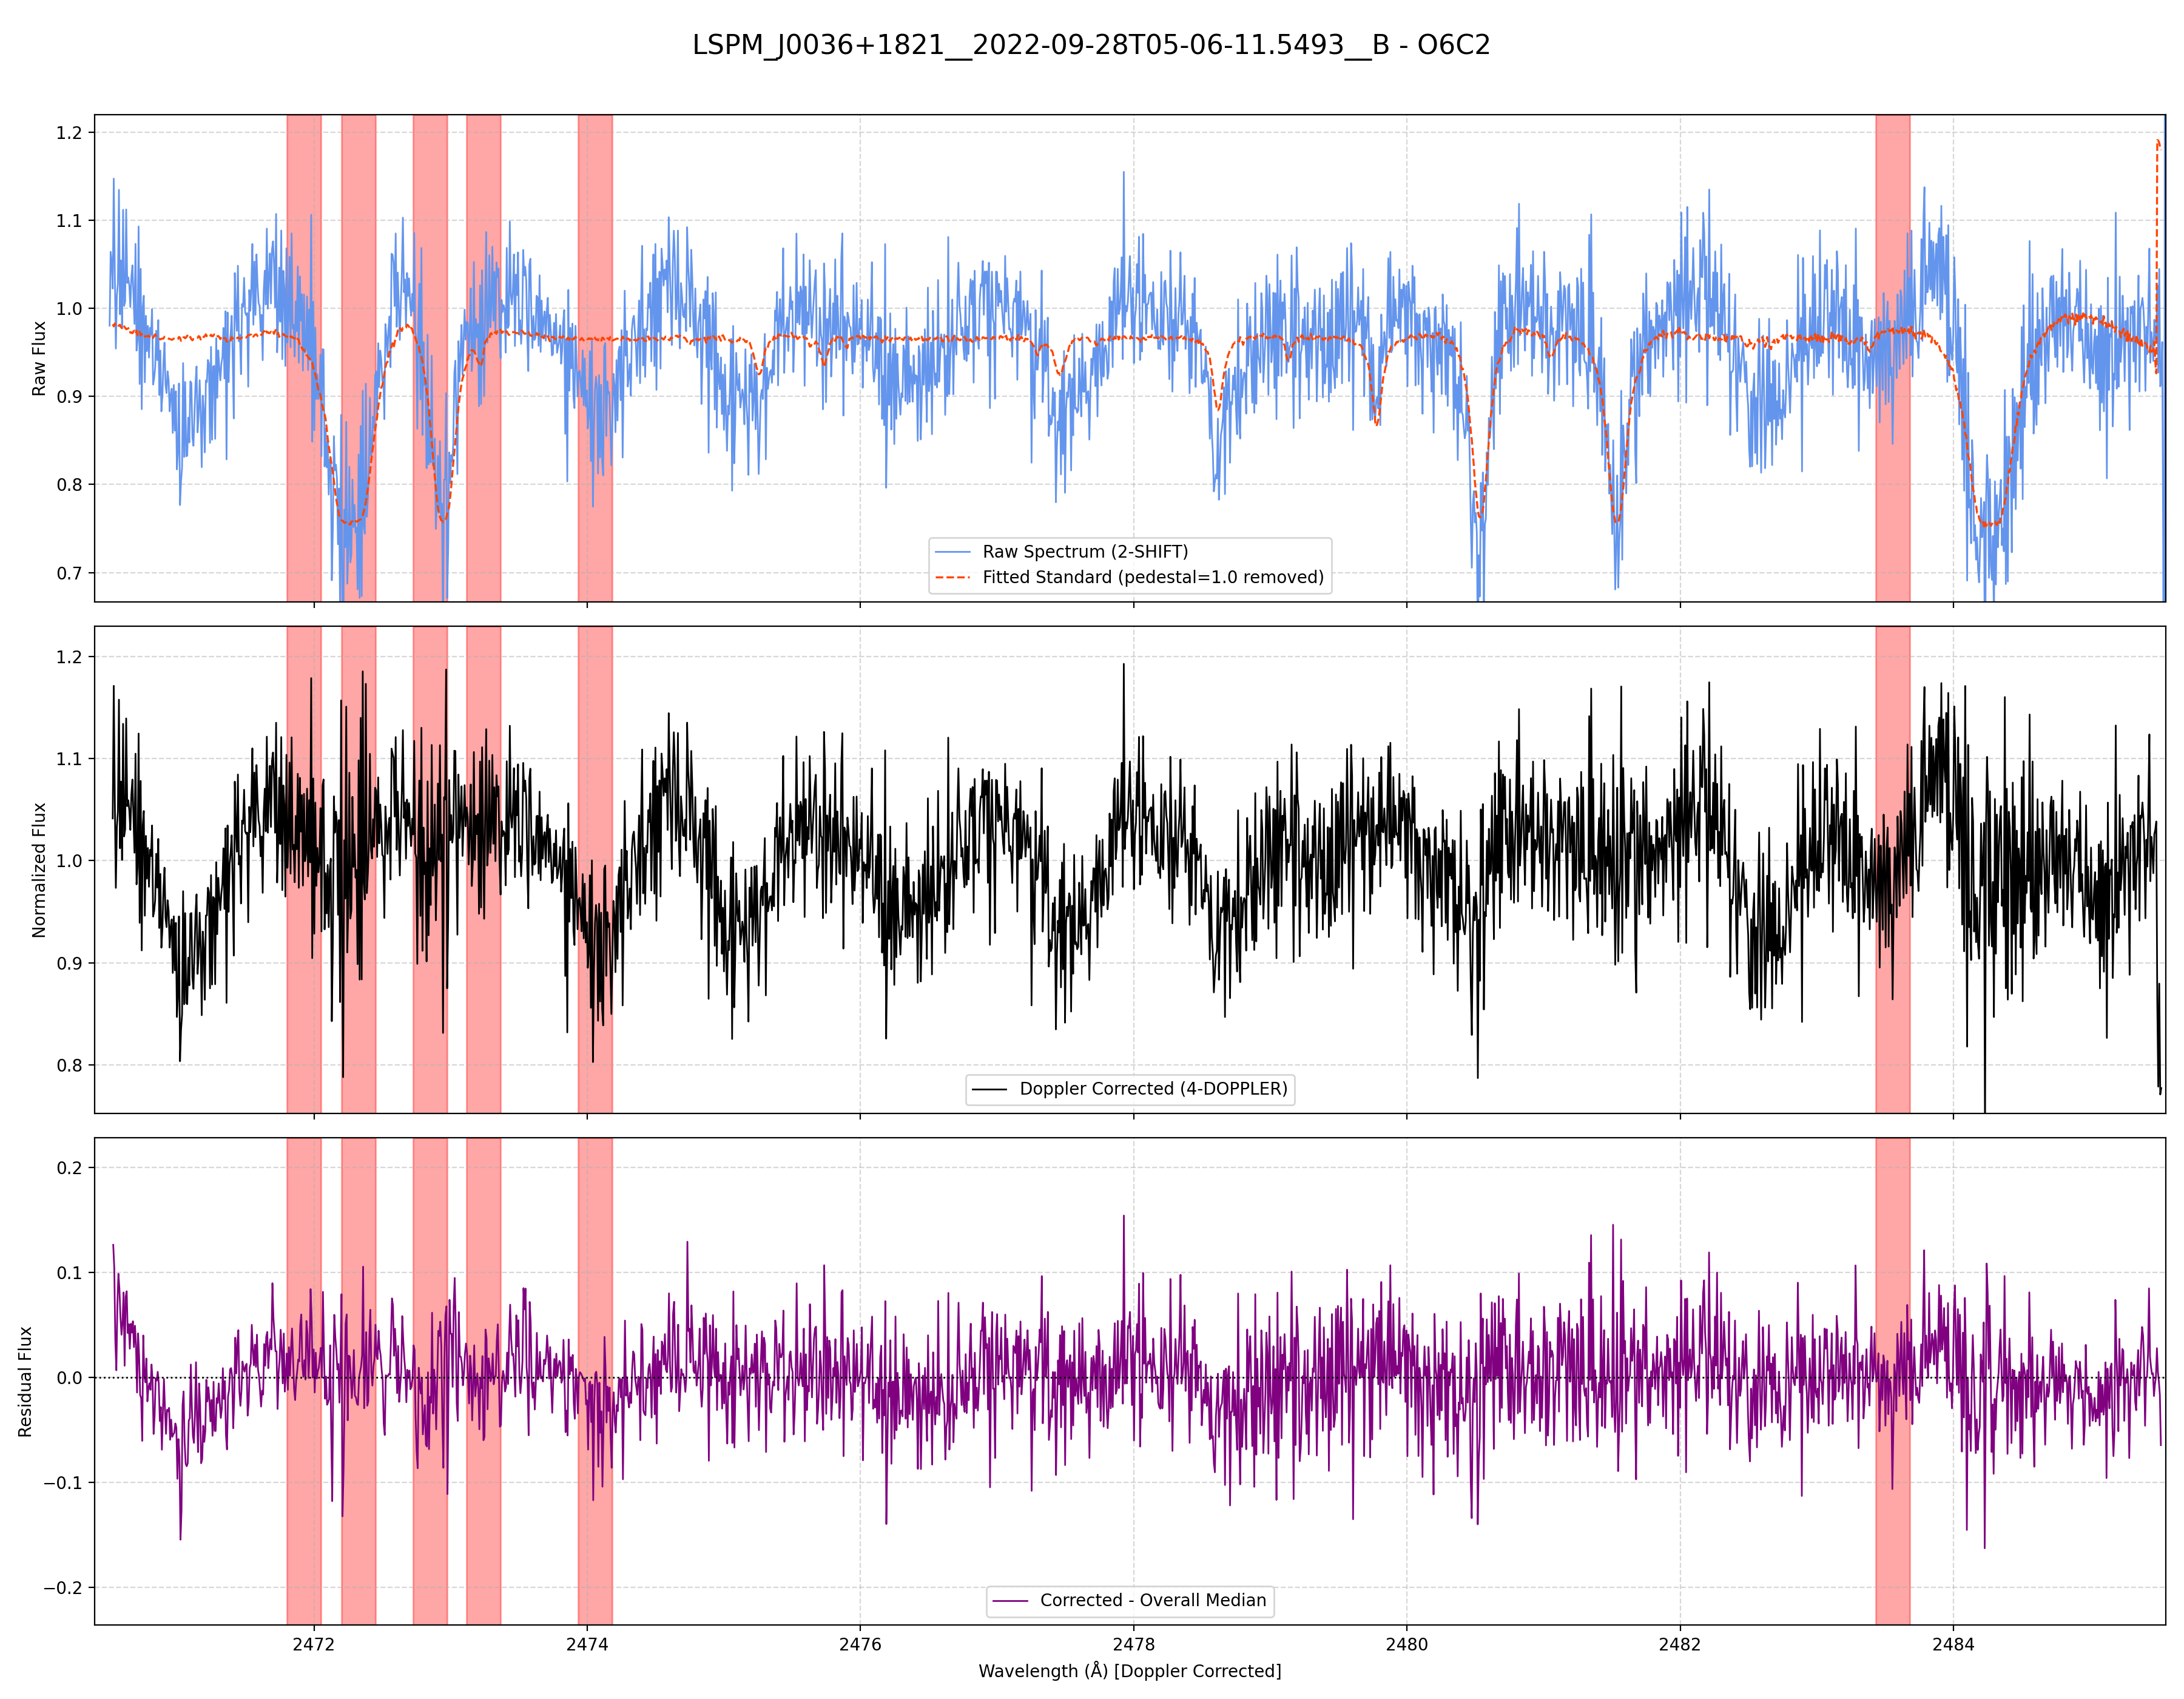 LSPM_J0036+1821__2022-09-28T05-06-11.5493__B - O6C2
1.2
1.1
1.0
0.9
0.8
0.7
Raw Flux
Raw Spectrum (2-SHIFT)
Fitted Standard (pedestal=1.0 removed)
1.2
1.1
1.0
0.9
0.8
Normalized Flux
Doppler Corrected (4-DOPPLER)
0.2
0.1
0.0
−0.1
−0.2
Residual Flux
Corrected - Overall Median
2472 2474 2476 2478 2480 2482 2484
Wavelength (Å) [Doppler Corrected]